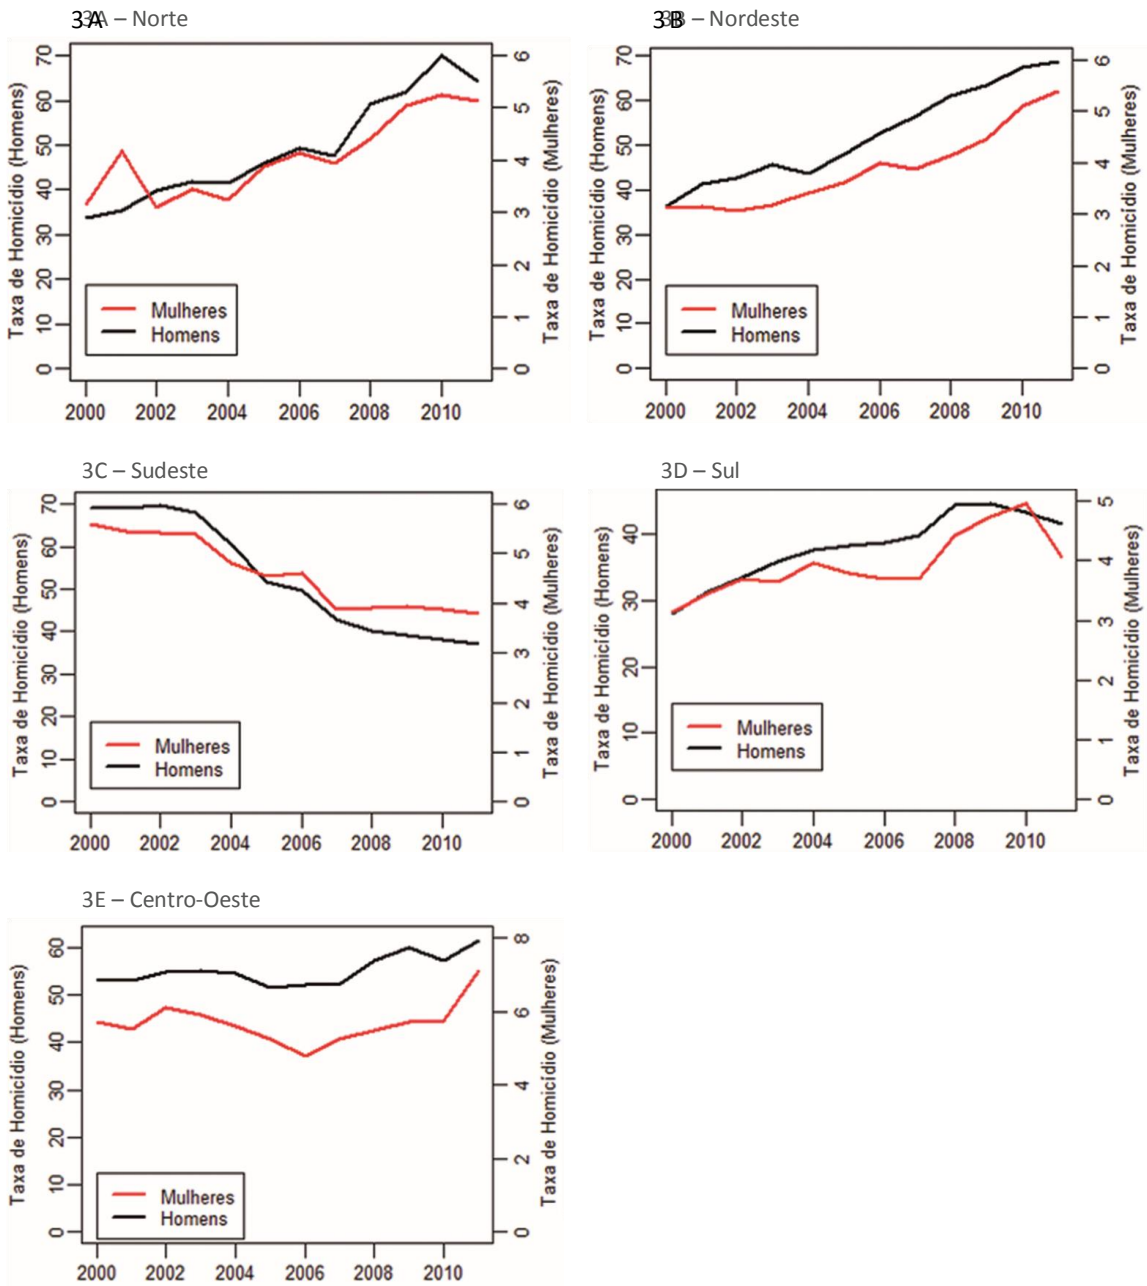 3A – Norte
70
60
50
40
30
20
10
0
Taxa de Homicídio (Homens)
6
5
4
3
2
1
0
Taxa de Homicídio (Mulheres)
Mulheres
Homens
2000 2002 2004 2006 2008 2010
3B – Nordeste
70
60
50
40
30
20
10
0
Taxa de Homicídio (Homens)
6
5
4
3
2
1
0
Taxa de Homicídio (Mulheres)
Mulheres
Homens
2000 2002 2004 2006 2008 2010
3C – Sudeste
70
60
50
40
30
20
10
0
Taxa de Homicídio (Homens)
6
5
4
3
2
1
0
Taxa de Homicídio (Mulheres)
Mulheres
Homens
2000 2002 2004 2006 2008 2010
3D – Sul
40
30
20
10
0
Taxa de Homicídio (Homens)
5
4
3
2
1
0
Taxa de Homicídio (Mulheres)
Mulheres
Homens
2000 2002 2004 2006 2008 2010
3E – Centro-Oeste
60
50
40
30
20
10
0
Taxa de Homicídio (Homens)
8
6
4
2
0
Taxa de Homicídio (Mulheres)
Mulheres
Homens
2000 2002 2004 2006 2008 2010